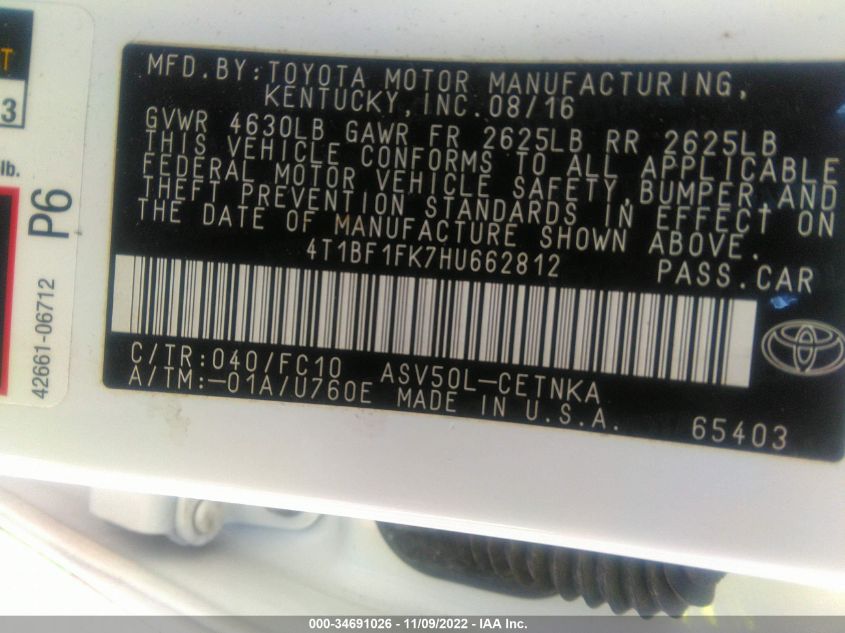 T
3
lb.
P6
42661-06712
MFD.BY:TOYOTA MOTOR MANUFACTURING,
KENTUCKY,INC.08/16
GVWR 4630LB GAWR FR 2625LB RR 2625LB
THIS VEHICLE CONFORMS TO ALL APPLICABLE
FEDERAL MOTOR VEHICLE SAFETY,BUMPER,AND
THEFT PREVENTION STANDARDS IN EFFECT ON
THE DATE OF MANUFACTURE SHOWN ABOVE.
4T1BF1FK7HU662812 PASS.CAR
C/TR:040/FC10 ASV50L-CETNKA
A/TM:-01A/U760E MADE IN U.S.A.
65403
000-34691026 - 11/09/2022 - IAA Inc.